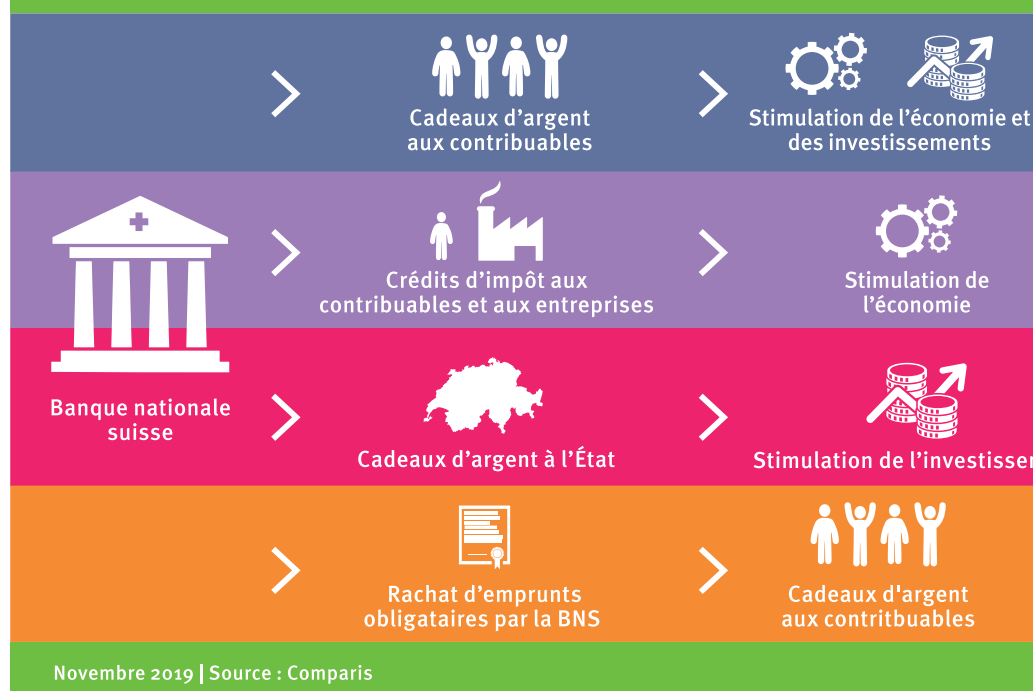 Cadeaux d'argent
aux contribuables
Stimulation de l'économie et
des investissements
Crédits d'impôt aux
contribuables et aux entreprises
Stimulation de
l'économie
Banque nationale
suisse
Cadeaux d'argent à l'État
Stimulation de l'investissem
Rachat d'emprunts
obligataires par la BNS
Cadeaux d'argent
aux contritbuables
Novembre 2019 | Source : Comparis